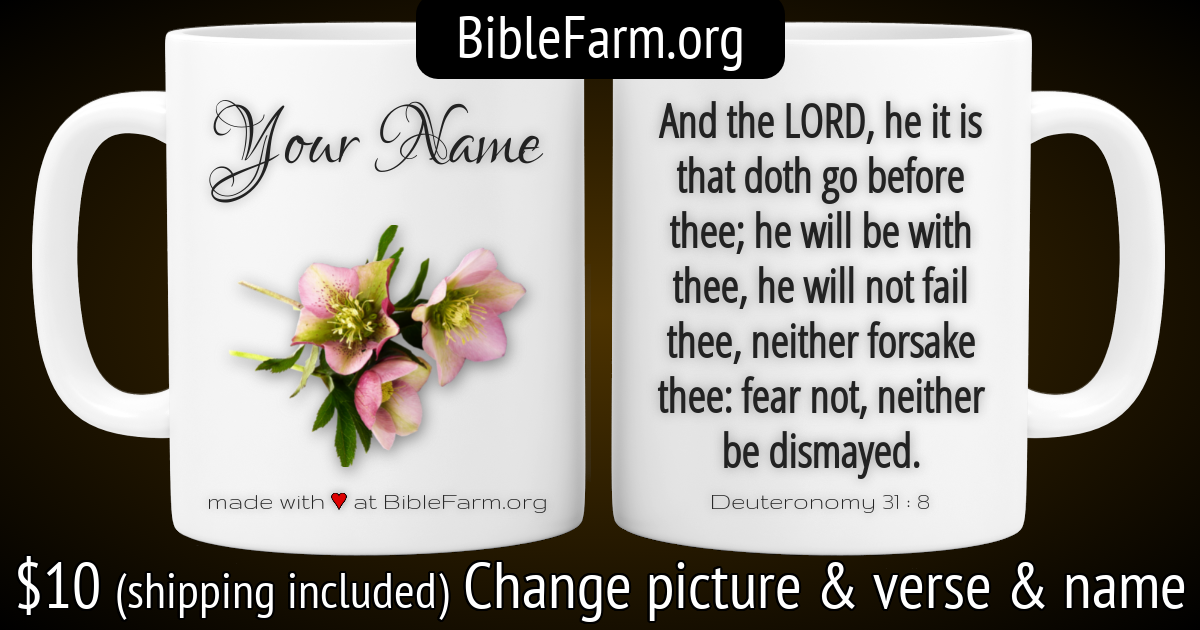 BibleFarm.org
Your Name
made with ♥ at BibleFarm.org
And the LORD, he it is
that doth go before
thee; he will be with
thee, he will not fail
thee, neither forsake
thee: fear not, neither
be dismayed.
Deuteronomy 31 : 8
$10 (shipping included) Change picture & verse & name